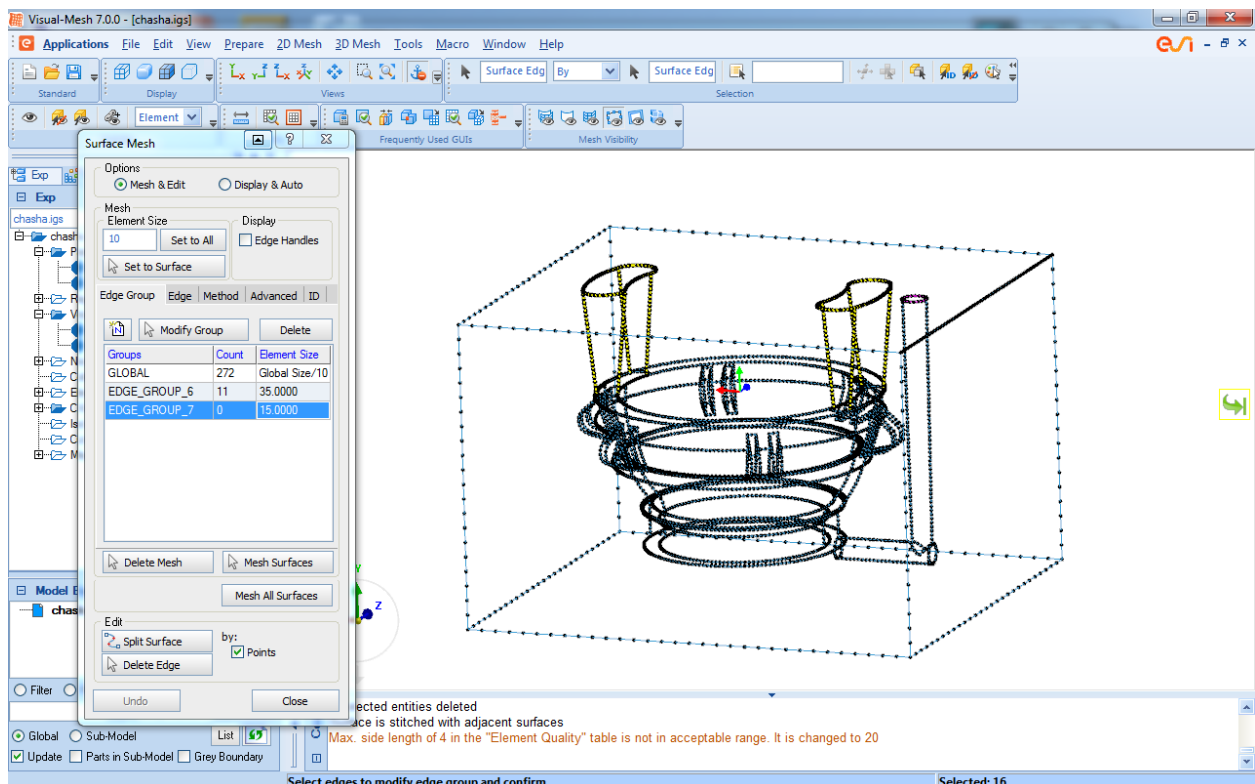 Visual-Mesh 7.0.0 - [chasha.igs]
Applications File Edit View Prepare 2D Mesh 3D Mesh Tools Macro Window Help
esi
Surface Edg By Surface Edg
Standard Display Views Selection
Element
Frequently Used GUIs Mesh Visibility
Surface Mesh
Options
Mesh & Edit Display & Auto
Mesh
Element Size Display
10 Set to All Edge Handles
Set to Surface
Edge Group Edge Method Advanced ID
Modify Group Delete
Groups Count Element Size
GLOBAL 272 Global Size/10
EDGE_GROUP_6 11 35.0000
EDGE_GROUP_7 0 15.0000
Delete Mesh Mesh Surfaces
Mesh All Surfaces
Edit
Split Surface by:
Points
Delete Edge
Undo Close
Exp
Exp
chasha.igs
chash
P
R
V
N
C
E
C
Is
C
M
Model E
chas
Filter
Global Sub-Model List
Update Parts in Sub-Model Grey Boundary
Y
Z
ected entities deleted
face is stitched with adjacent surfaces
Max. side length of 4 in the "Element Quality" table is not in acceptable range. It is changed to 20
Select edges to modify edge group and confirm Selected: 16